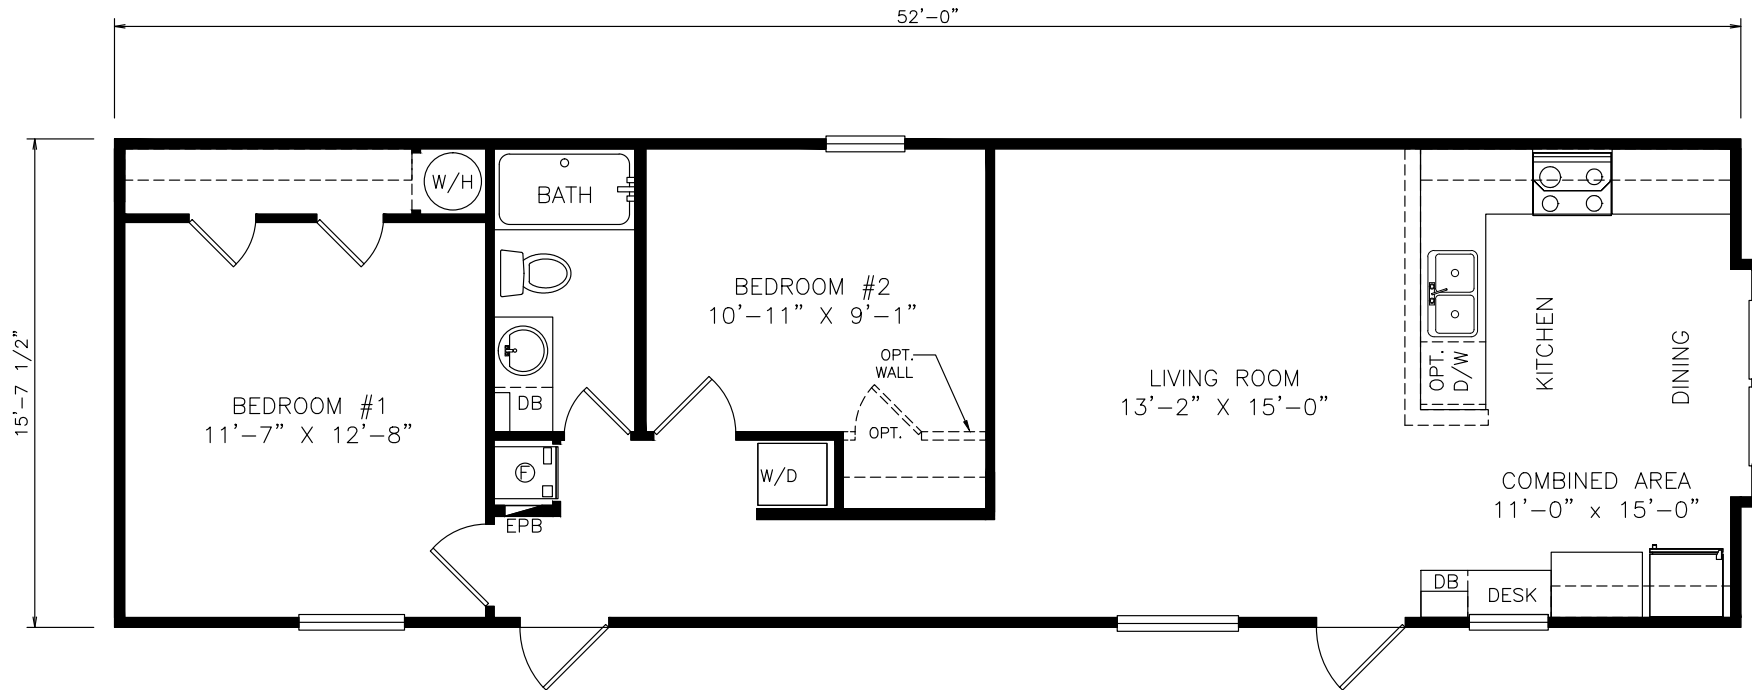 52'-0"
15'-7 1/2"
W/H
BATH
BEDROOM #1
11'-7" X 12'-8"
DB
F
EPB
BEDROOM #2
10'-11" X 9'-1"
OPT.
WALL
OPT.
W/D
LIVING ROOM
13'-2" X 15'-0"
OPT.
D/W
KITCHEN
DINING
COMBINED AREA
11'-0" x 15'-0"
DB
DESK